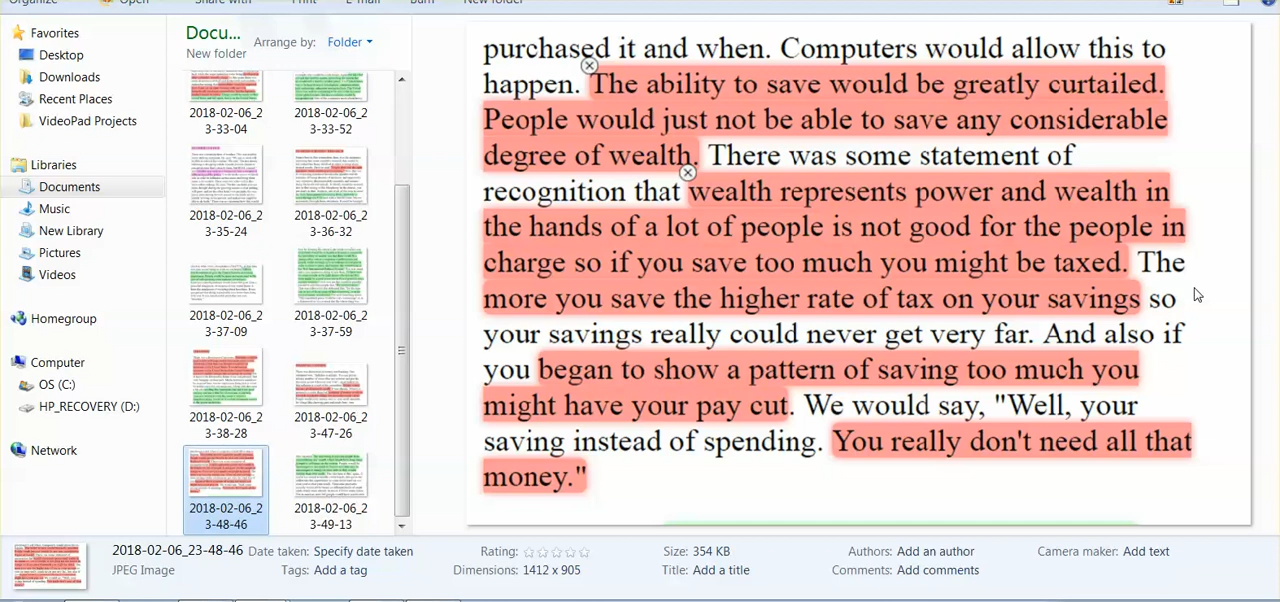 Organize
Open
Share with
Print
E-mail
Burn
New folder
Favorites
Desktop
Downloads
Recent Places
VideoPad Projects
Libraries
Documents
Music
New Library
Pictures
Videos
Homegroup
Computer
OS (C:)
HP_RECOVERY (D:)
Network
Docu...
New folder
Arrange by: Folder
2018-02-06_2
3-33-04
2018-02-06_2
3-33-52
2018-02-06_2
3-35-24
2018-02-06_2
3-36-32
2018-02-06_2
3-37-09
2018-02-06_2
3-37-59
2018-02-06_2
3-38-28
2018-02-06_2
3-47-26
2018-02-06_2
3-48-46
2018-02-06_2
3-49-13
purchased it and when. Computers would allow this to
happen. The ability to save would be greatly curtailed.
People would just not be able to save any considerable
degree of wealth. There was some statement of
recognition that wealth represents power and wealth in
the hands of a lot of people is not good for the people in
charge so if you save too much you might be taxed. The
more you save the higher rate of tax on your savings so
your savings really could never get very far. And also if
you began to show a pattern of saving too much you
might have your pay cut. We would say, "Well, your
saving instead of spending. You really don't need all that
money."
2018-02-06_23-48-46 Date taken: Specify date taken
JPEG Image
Tags: Add a tag
Rating:
Dimensions: 1412 x 905
Size: 354 KB
Title: Add a title
Authors: Add an author
Comments: Add comments
Camera maker: Add text